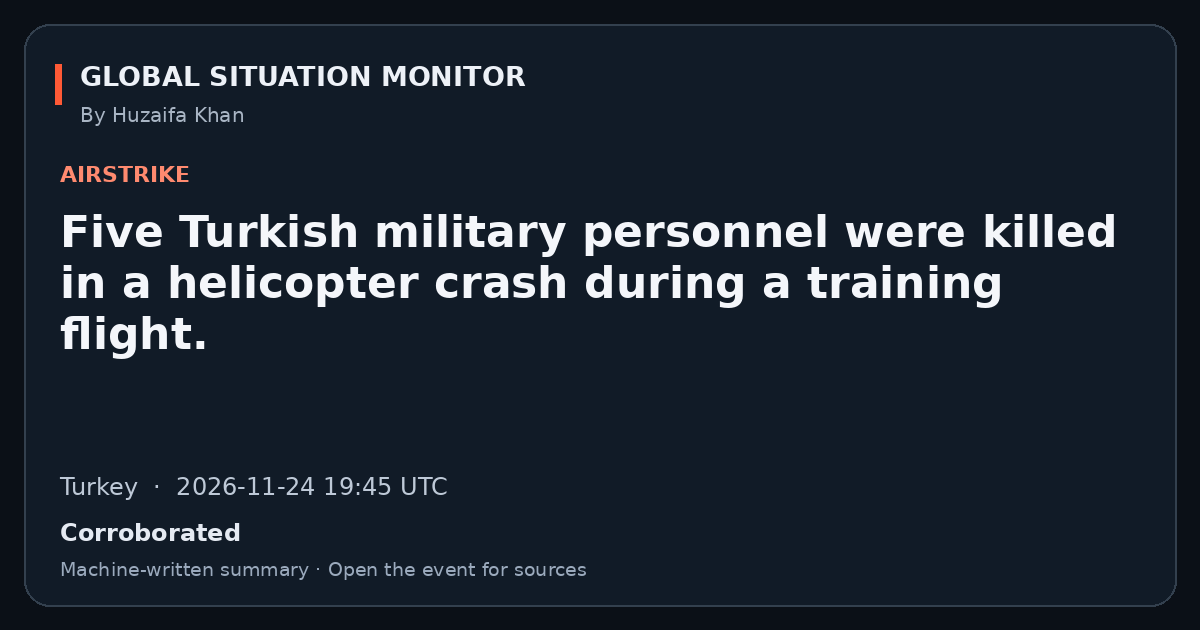 GLOBAL SITUATION MONITOR
By Huzaifa Khan
AIRSTRIKE
Five Turkish military personnel were killed
in a helicopter crash during a training
flight.
Turkey · 2026-11-24 19:45 UTC
Corroborated
Machine-written summary · Open the event for sources